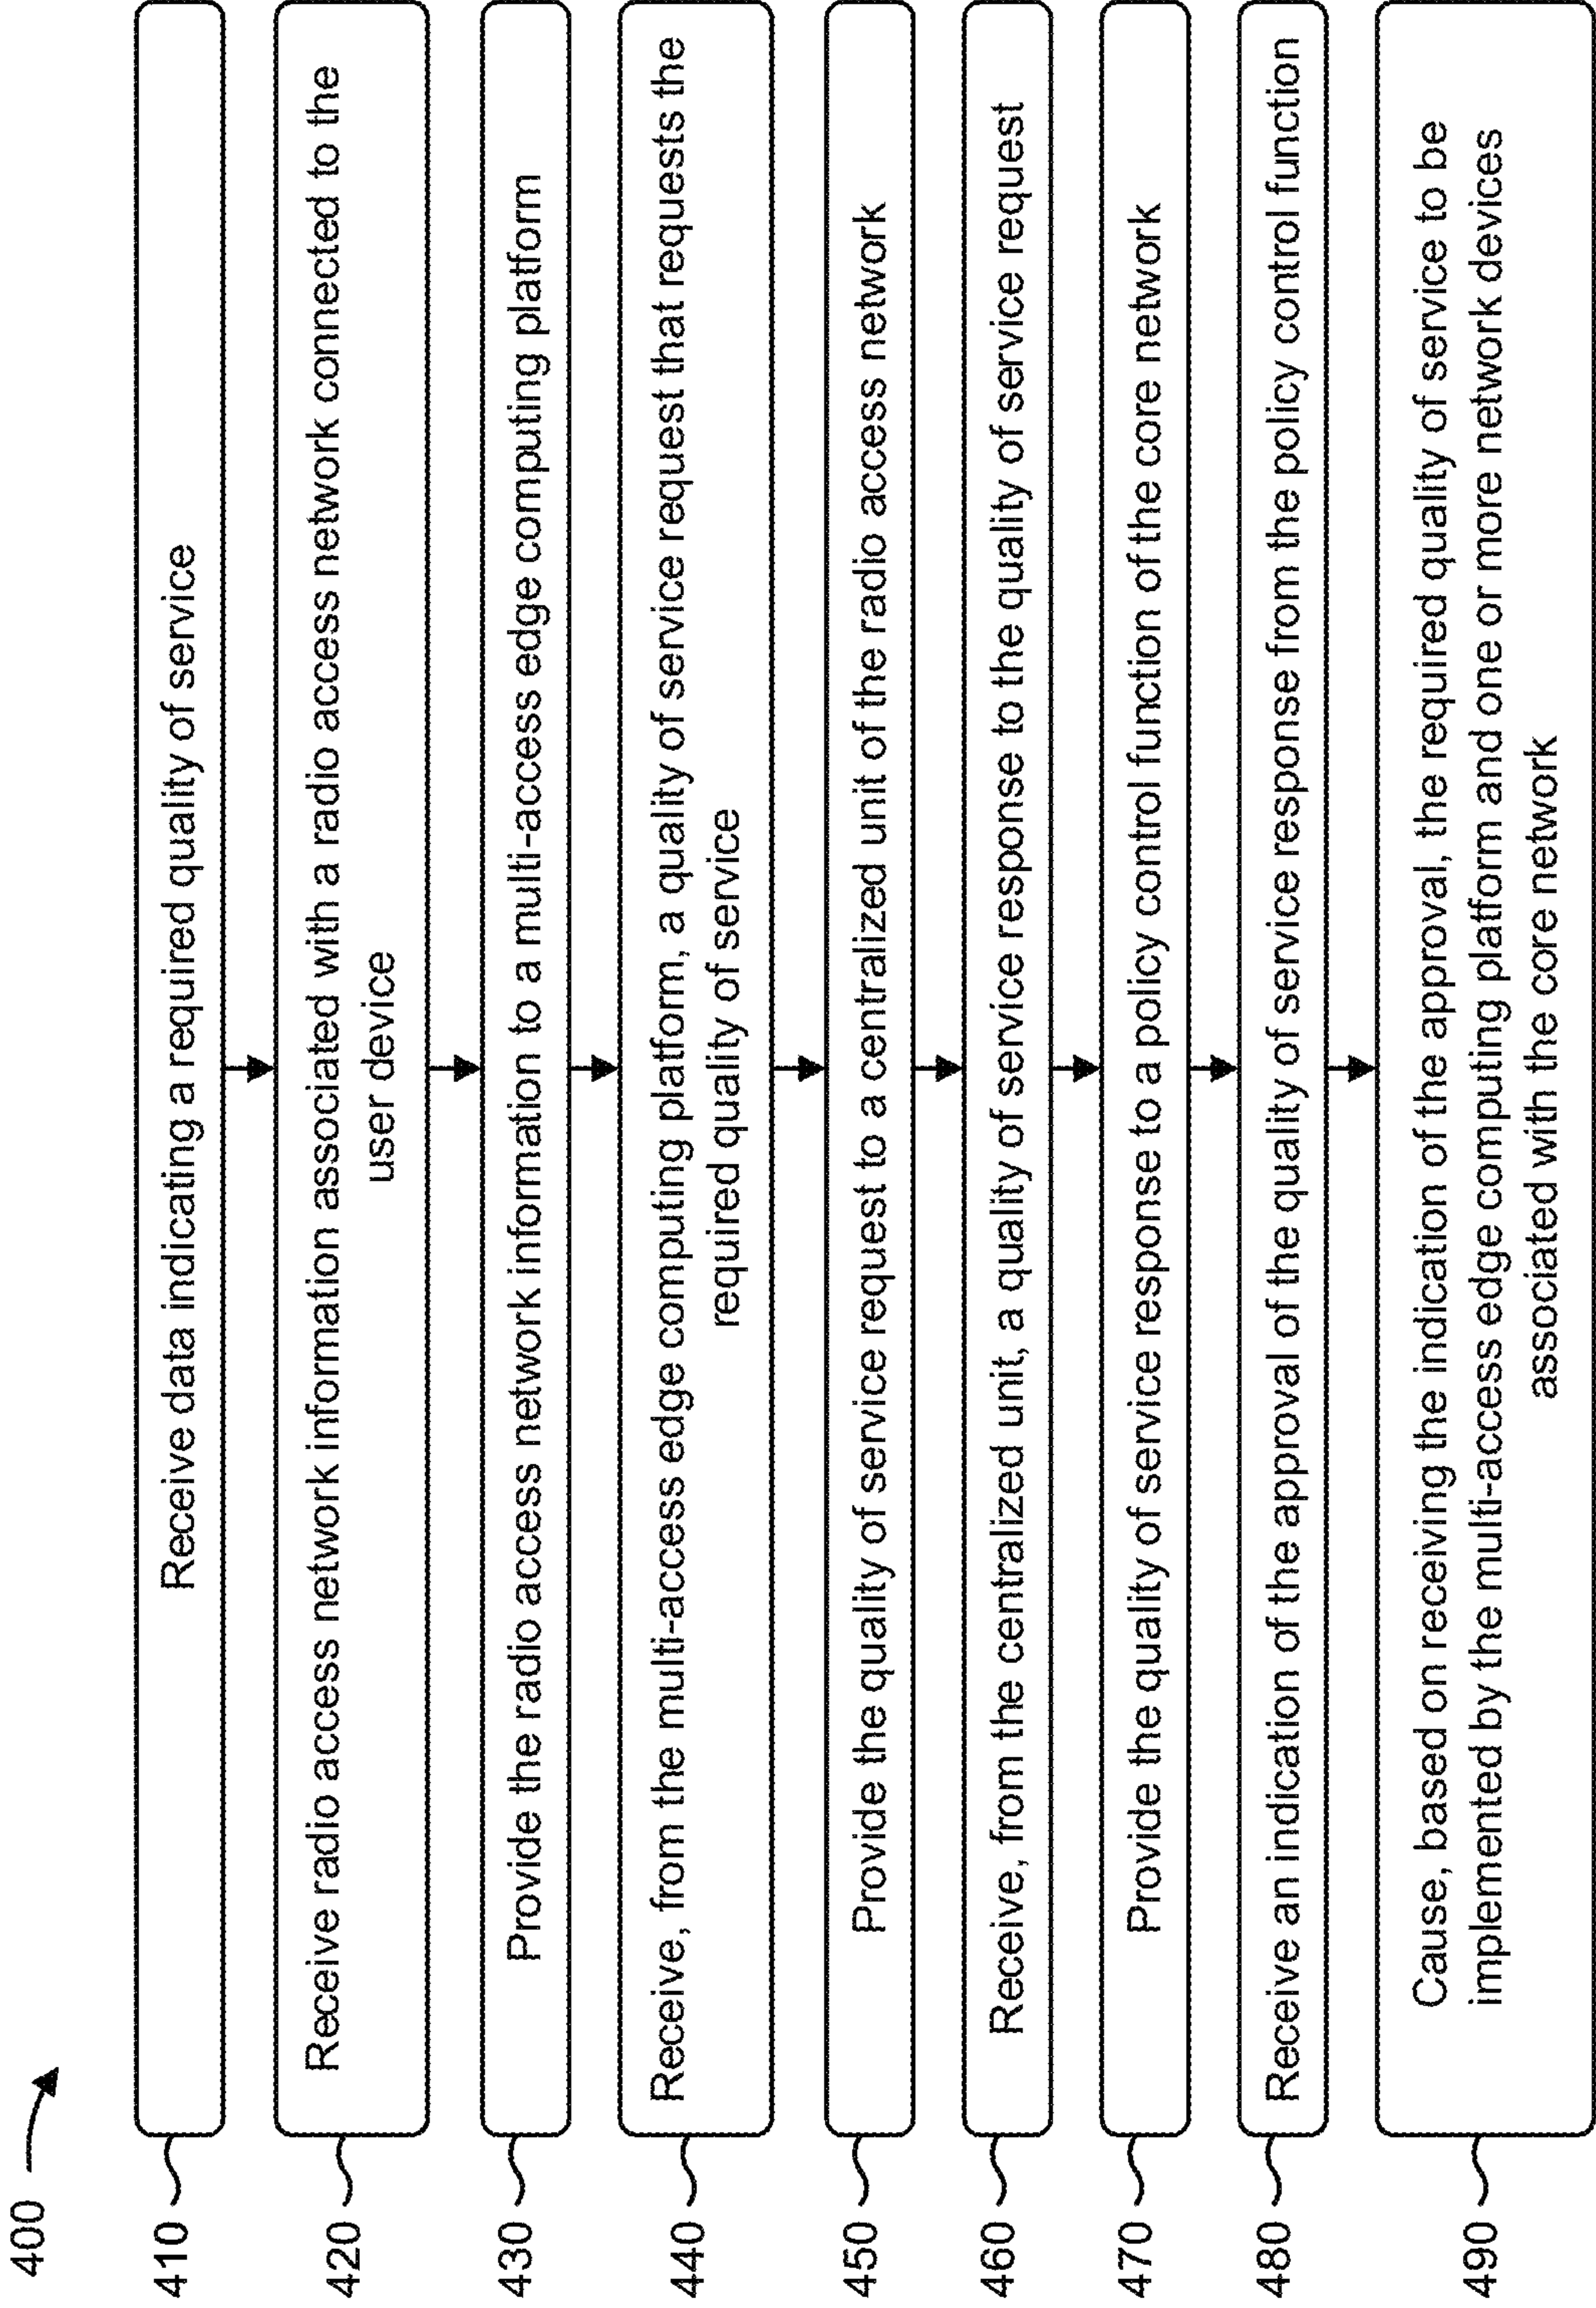 400
410
Receive data indicating a required quality of service
420
Receive radio access network information associated with a radio access network connected to the
user device
430
Provide the radio access network information to a multi-access edge computing platform
440
Receive, from the multi-access edge computing platform, a quality of service request that requests the
required quality of service
450
Provide the quality of service request to a centralized unit of the radio access network
460
Receive, from the centralized unit, a quality of service response to the quality of service request
470
Provide the quality of service response to a policy control function of the core network
480
Receive an indication of the approval of the quality of service response from the policy control function
490
Cause, based on receiving the indication of the approval, the required quality of service to be
implemented by the multi-access edge computing platform and one or more network devices
associated with the core network